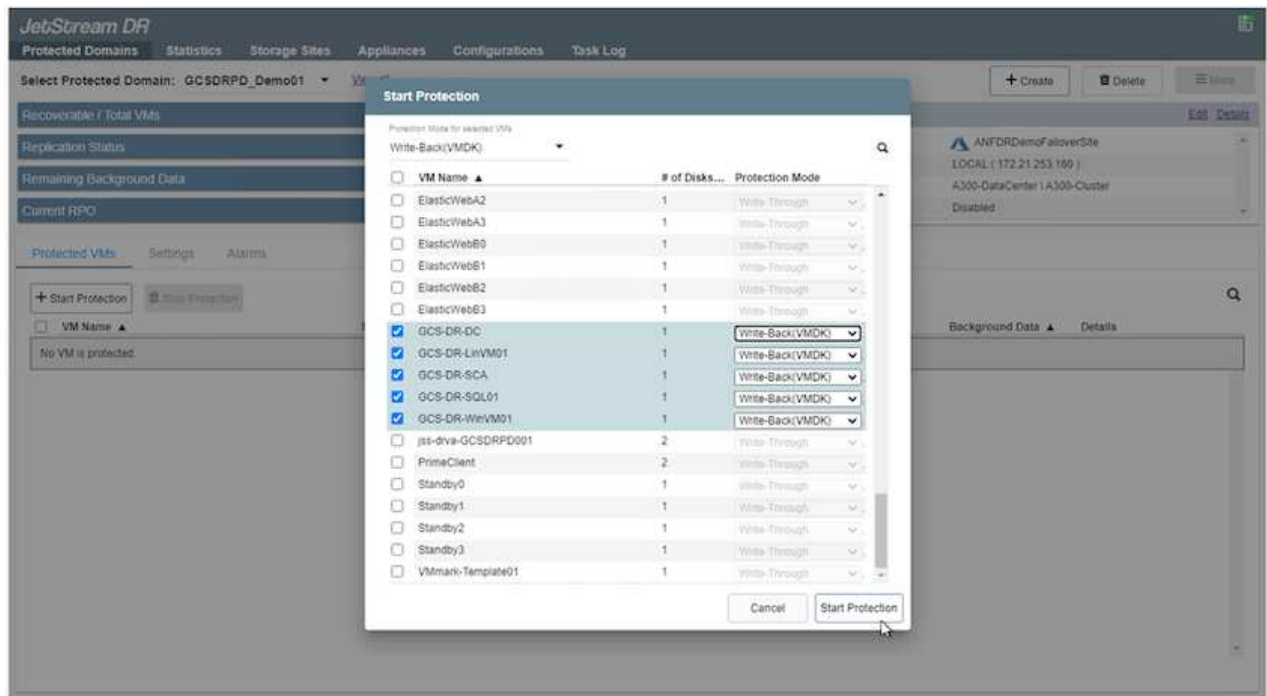 JetStream DR
Protected Domains Statistics Storage Sites Appliances Configurations Task Log
Select Protected Domain: GCSDRPD_Demo01
+ Create Delete More
Start Protection
Recoverable / Total VMs Edit Details
Replication Status
Remaining Background Data
Current RPO
ANFDRDemoFailoverSite
LOCAL ( 172.21.253.160 )
A300-DataCenter \ A300-Cluster
Disabled
Protected VMs Settings Alarms
+ Start Protection Stop Protection
VM Name ▲ Background Data ▲ Details
No VM is protected.
Protection Mode for selected VMs
Write-Back(VMDK)
VM Name ▲ # of Disks... Protection Mode
ElasticWebA2 1 Write-Through
ElasticWebA3 1 Write-Through
ElasticWebB0 1 Write-Through
ElasticWebB1 1 Write-Through
ElasticWebB2 1 Write-Through
ElasticWebB3 1 Write-Through
GCS-DR-DC 1 Write-Back(VMDK)
GCS-DR-LinVM01 1 Write-Back(VMDK)
GCS-DR-SCA 1 Write-Back(VMDK)
GCS-DR-SQL01 1 Write-Back(VMDK)
GCS-DR-WinVM01 1 Write-Back(VMDK)
jss-drva-GCSDRPD001 2 Write-Through
PrimeClient 2 Write-Through
Standby0 1 Write-Through
Standby1 1 Write-Through
Standby2 1 Write-Through
Standby3 1 Write-Through
VMmark-Template01 1 Write-Through
Cancel Start Protection